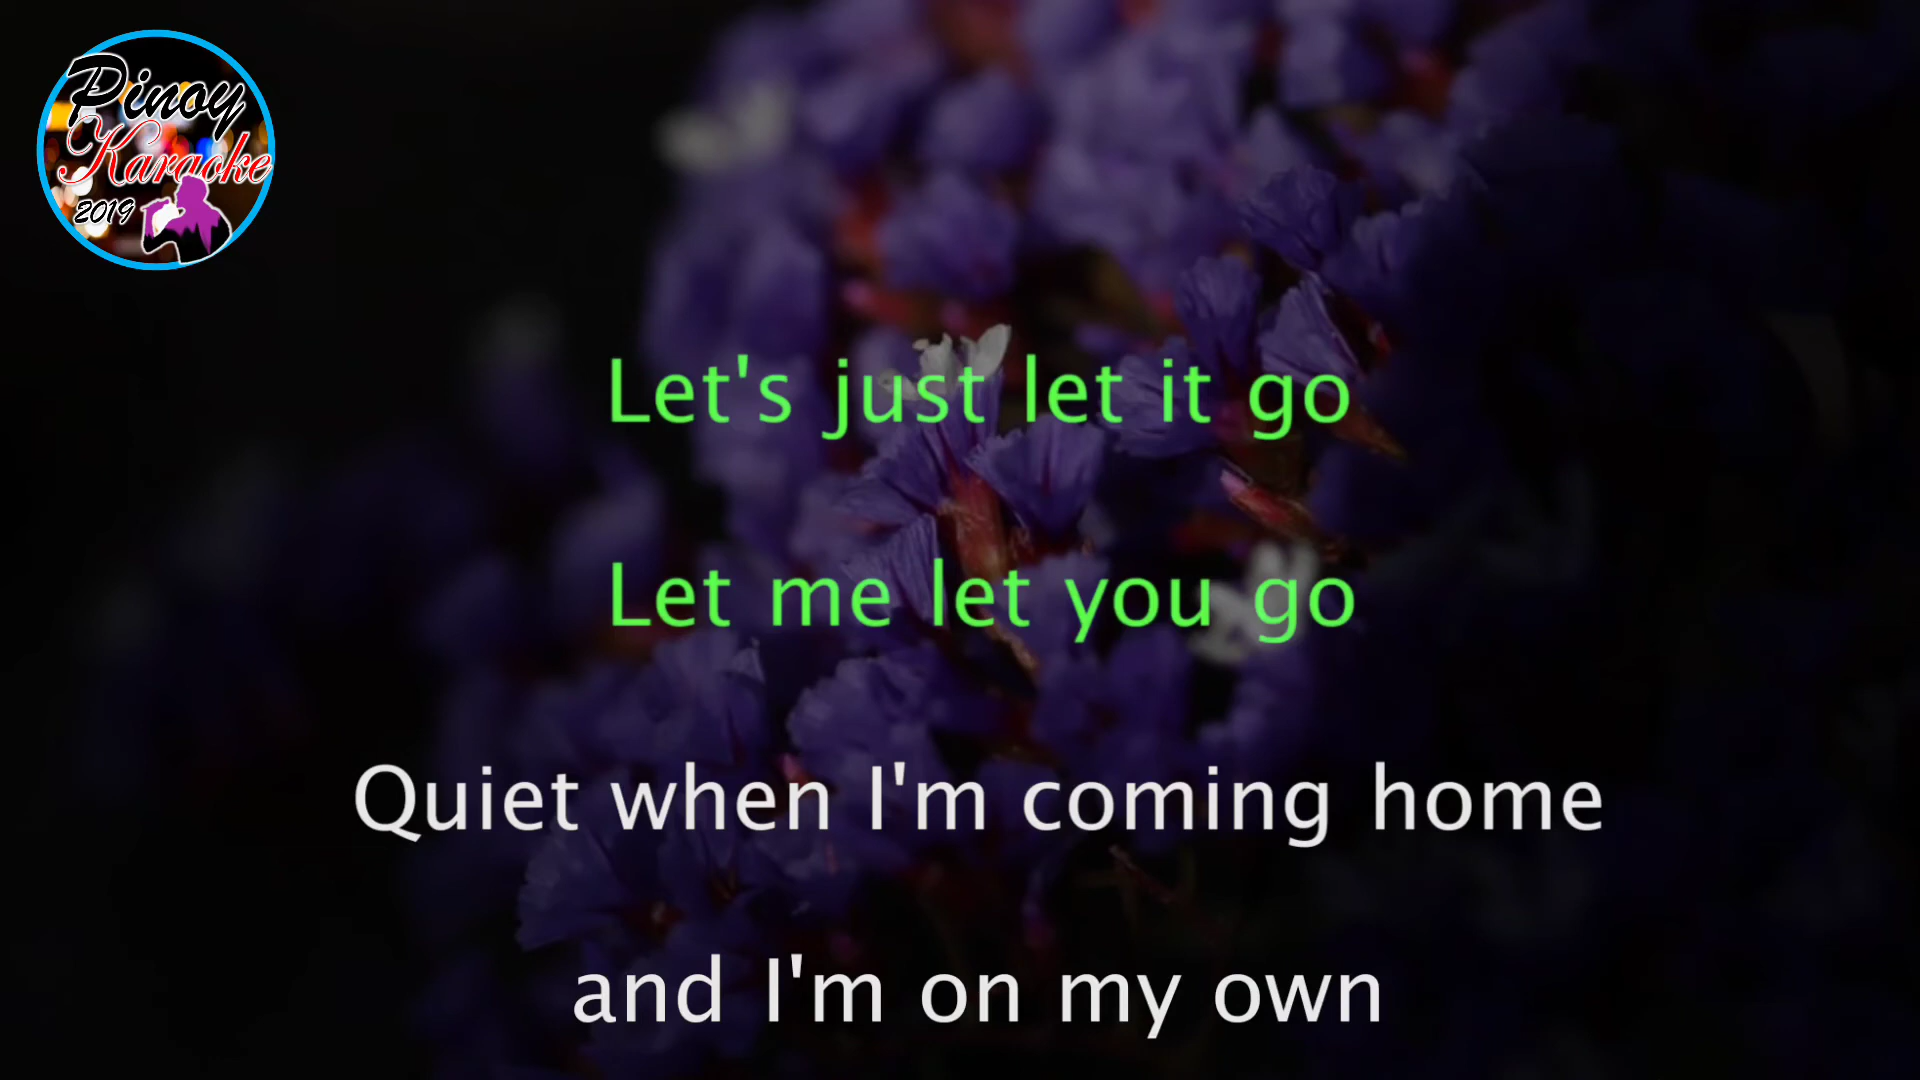 Pinoy
Karaoke
2019
Let's just let it go
Let me let you go
Quiet when I'm coming home
and I'm on my own